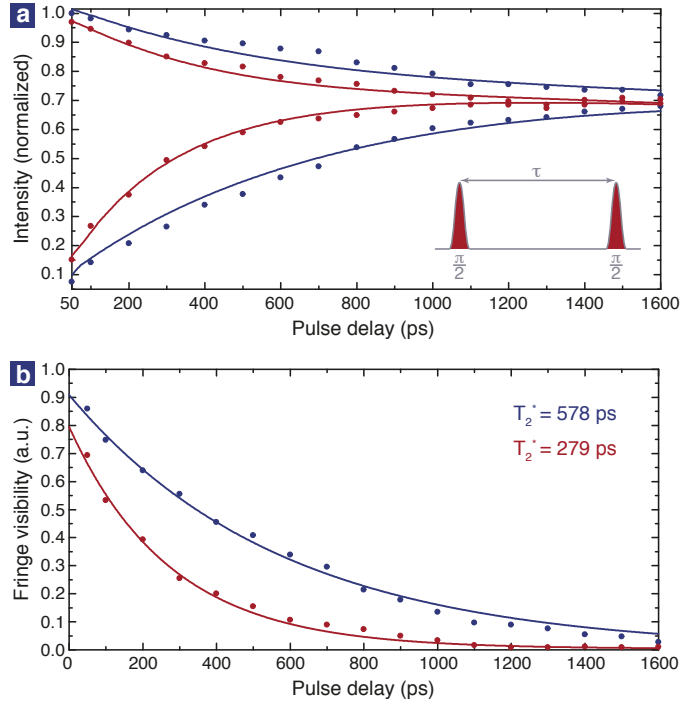 a
1.0
0.9
0.8
0.7
0.6
0.5
0.4
0.3
0.2
0.1
Intensity (normalized)
τ
π/2
π/2
50 200 400 600 800 1000 1200 1400 1600
Pulse delay (ps)
b
1.0
0.9
0.8
0.7
0.6
0.5
0.4
0.3
0.2
0.1
0.0
Fringe visibility (a.u.)
T₂* = 578 ps
T₂* = 279 ps
0 200 400 600 800 1000 1200 1400 1600
Pulse delay (ps)